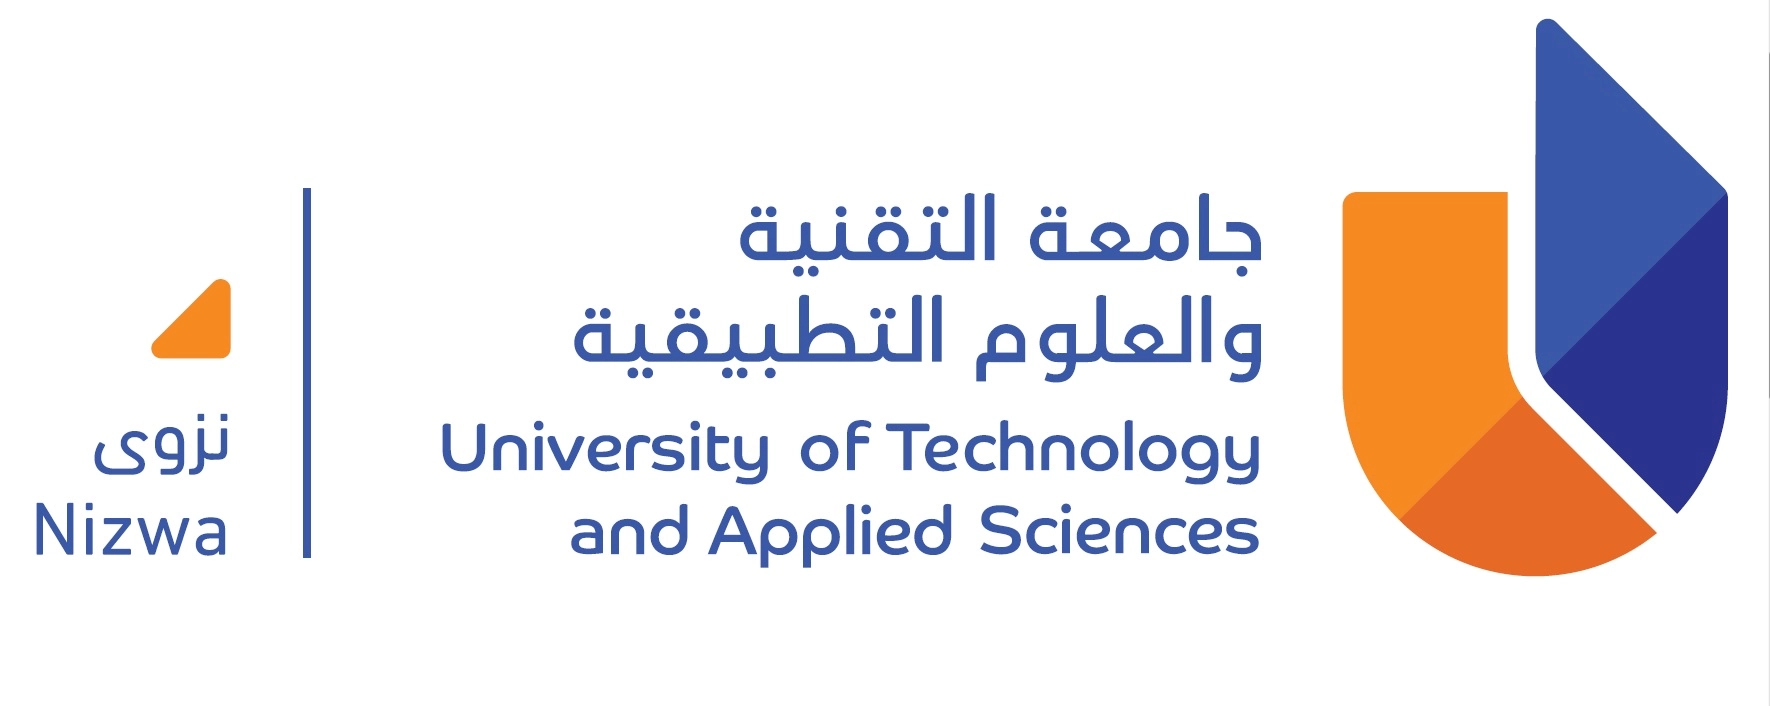 جامعة التقنية
والعلوم التطبيقية
University of Technology
and Applied Sciences
نزوى
Nizwa